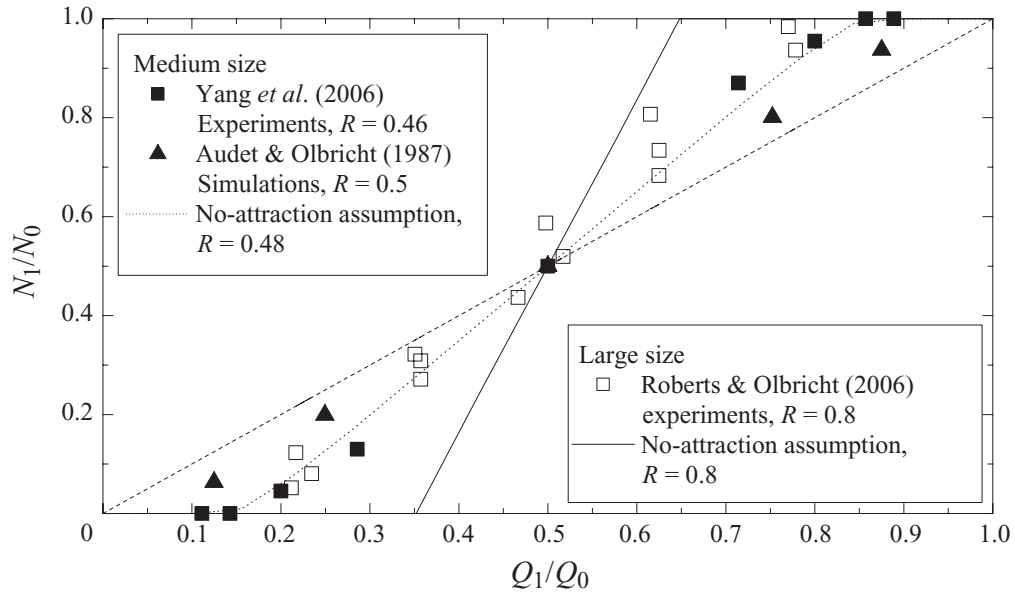 1.0
0.8
0.6
0.4
0.2
N1/N0
Medium size
Yang et al. (2006)
Experiments, R = 0.46
Audet & Olbricht (1987)
Simulations, R = 0.5
No-attraction assumption,
R = 0.48
Large size
Roberts & Olbricht (2006)
experiments, R = 0.8
No-attraction assumption,
R = 0.8
0 0.1 0.2 0.3 0.4 0.5 0.6 0.7 0.8 0.9 1.0
Q1/Q0